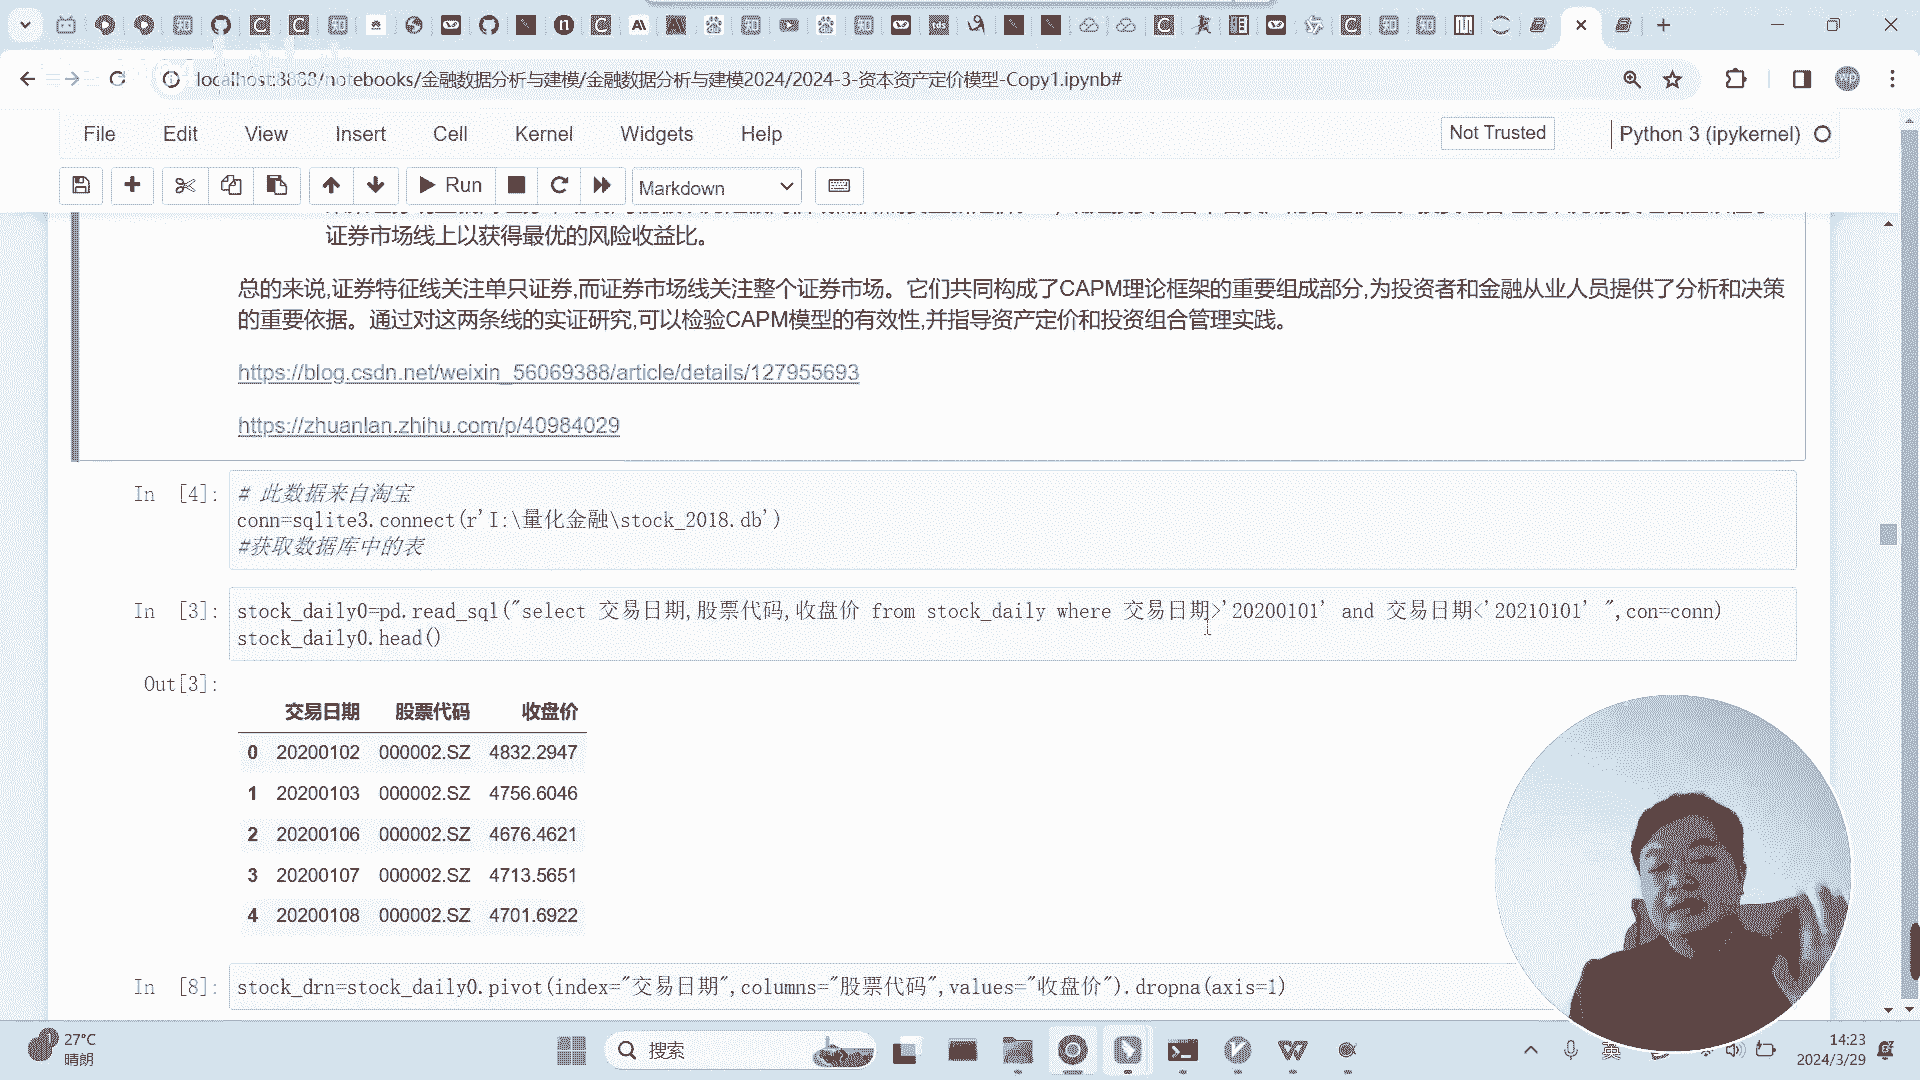 localhost:8888/notebooks/金融数据分析与建模/金融数据分析与建模2024/2024-3-资本资产定价模型-Copy1.ipynb#
File Edit View Insert Cell Kernel Widgets Help
Not Trusted
Python 3 (ipykernel)
Run
Markdown
证券市场线上以获得最优的风险收益比。
总的来说,证券特征线关注单只证券,而证券市场线关注整个证券市场。它们共同构成了CAPM理论框架的重要组成部分,为投资者和金融从业人员提供了分析和决策
的重要依据。通过对这两条线的实证研究,可以检验CAPM模型的有效性,并指导资产定价和投资组合管理实践。
https://blog.csdn.net/weixin_56069388/article/details/127955693
https://zhuanlan.zhihu.com/p/40984029
In [4]:
# 此数据来自淘宝
conn=sqlite3.connect(r'I:\量化金融\stock_2018.db')
#获取数据库中的表
In [3]:
stock_daily0=pd.read_sql("select 交易日期,股票代码,收盘价 from stock_daily where 交易日期>'20200101' and 交易日期<'20210101' ",con=conn)
stock_daily0.head()
Out[3]:
交易日期 股票代码 收盘价
0 20200102 000002.SZ 4832.2947
1 20200103 000002.SZ 4756.6046
2 20200106 000002.SZ 4676.4621
3 20200107 000002.SZ 4713.5651
4 20200108 000002.SZ 4701.6922
In [8]:
stock_drn=stock_daily0.pivot(index="交易日期",columns="股票代码",values="收盘价").dropna(axis=1)
27°C
晴朗
搜索
英
14:23
2024/3/29